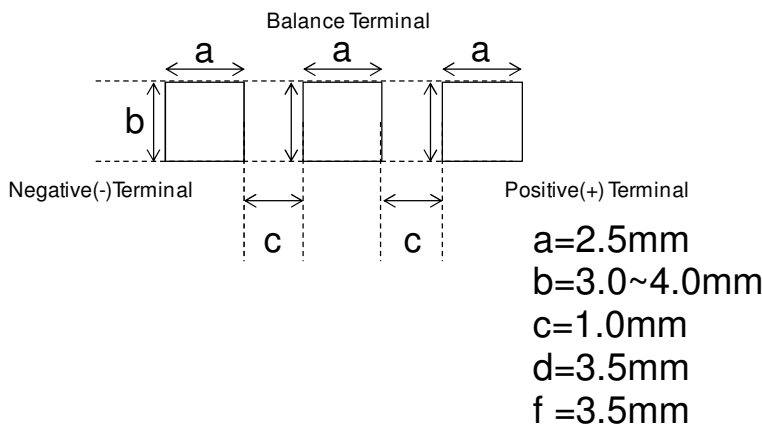 Balance Terminal
a a a
b
Negative(-)Terminal Positive(+) Terminal
c c
a=2.5mm
b=3.0~4.0mm
c=1.0mm
d=3.5mm
f =3.5mm